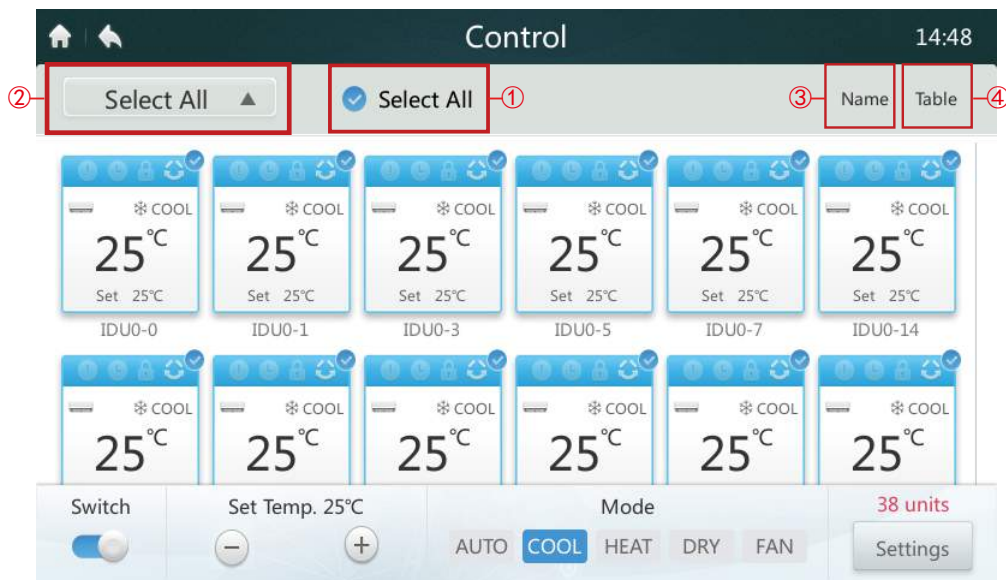 Control 14:48
② Select All ▲ Select All ① ③ Name Table ④
COOL COOL COOL COOL COOL COOL
25℃ 25℃ 25℃ 25℃ 25℃ 25℃
Set 25℃ Set 25℃ Set 25℃ Set 25℃ Set 25℃ Set 25℃
IDU0-0 IDU0-1 IDU0-3 IDU0-5 IDU0-7 IDU0-14
COOL COOL COOL COOL COOL COOL
25℃ 25℃ 25℃ 25℃ 25℃ 25℃
Switch Set Temp. 25℃ Mode 38 units
− + AUTO COOL HEAT DRY FAN Settings